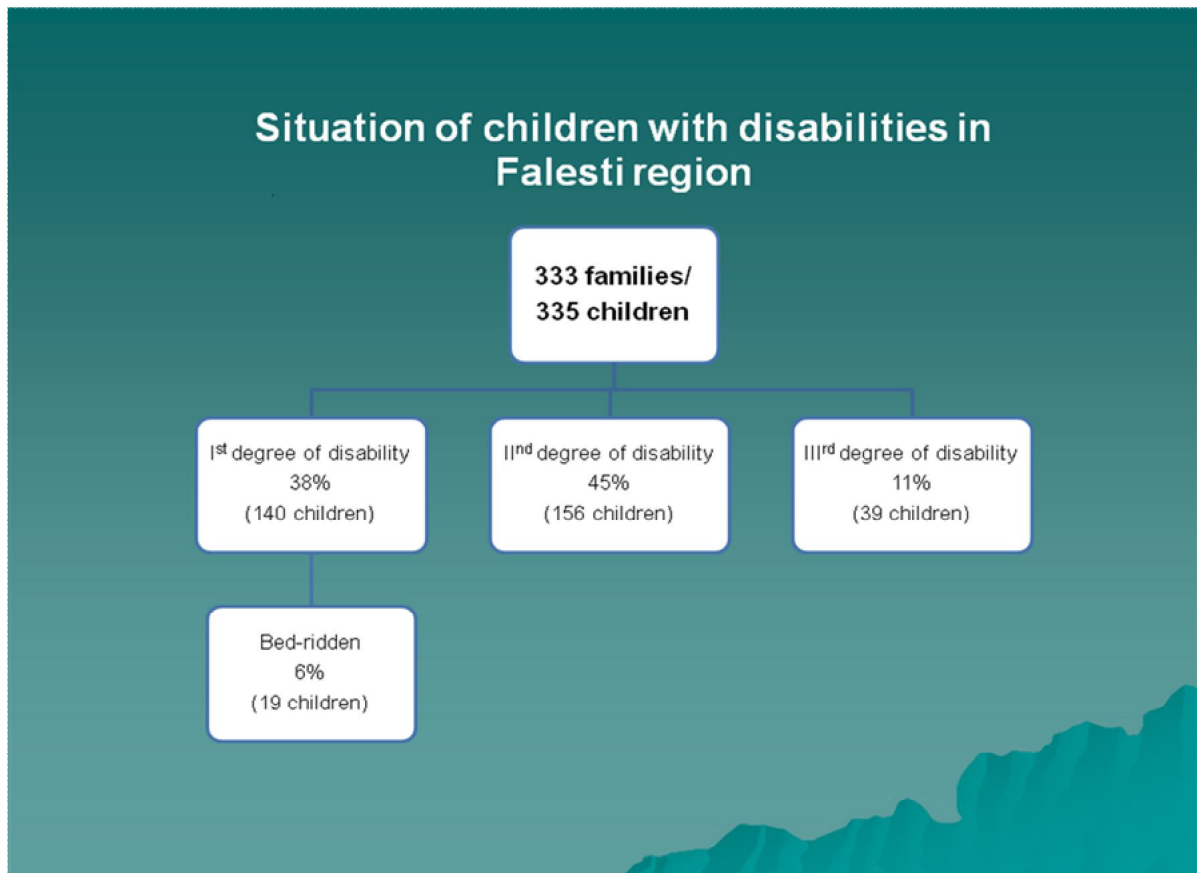 Situation of children with disabilities in
Falesti region
333 families/
335 children
Ist degree of disability
38%
(140 children)
IInd degree of disability
45%
(156 children)
IIIrd degree of disability
11%
(39 children)
Bed-ridden
6%
(19 children)